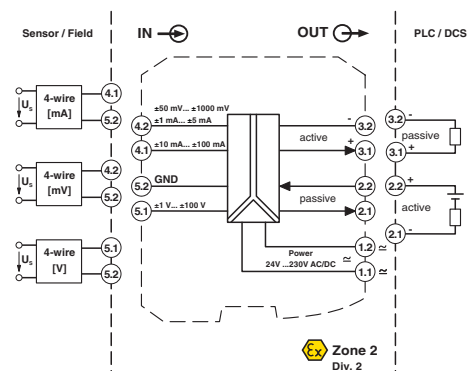 Sensor / Field
IN
OUT
PLC / DCS
Us
4-wire
[mA]
4.1
5.2
Us
4-wire
[mV]
4.2
5.2
Us
4-wire
[V]
5.1
5.2
±50 mV... ±1000 mV
4.2
±1 mA... ±5 mA
4.1
±10 mA... ±100 mA
5.2
GND
5.1
±1 V... ±100 V
-
active
3.2
+
3.1
2.2
passive
2.1
Power
24V ...230V AC/DC
≃
1.2
≃
1.1
≃
3.2
-
passive
3.1
+
2.2
+
active
2.1
-
Ex
Zone 2
Div. 2